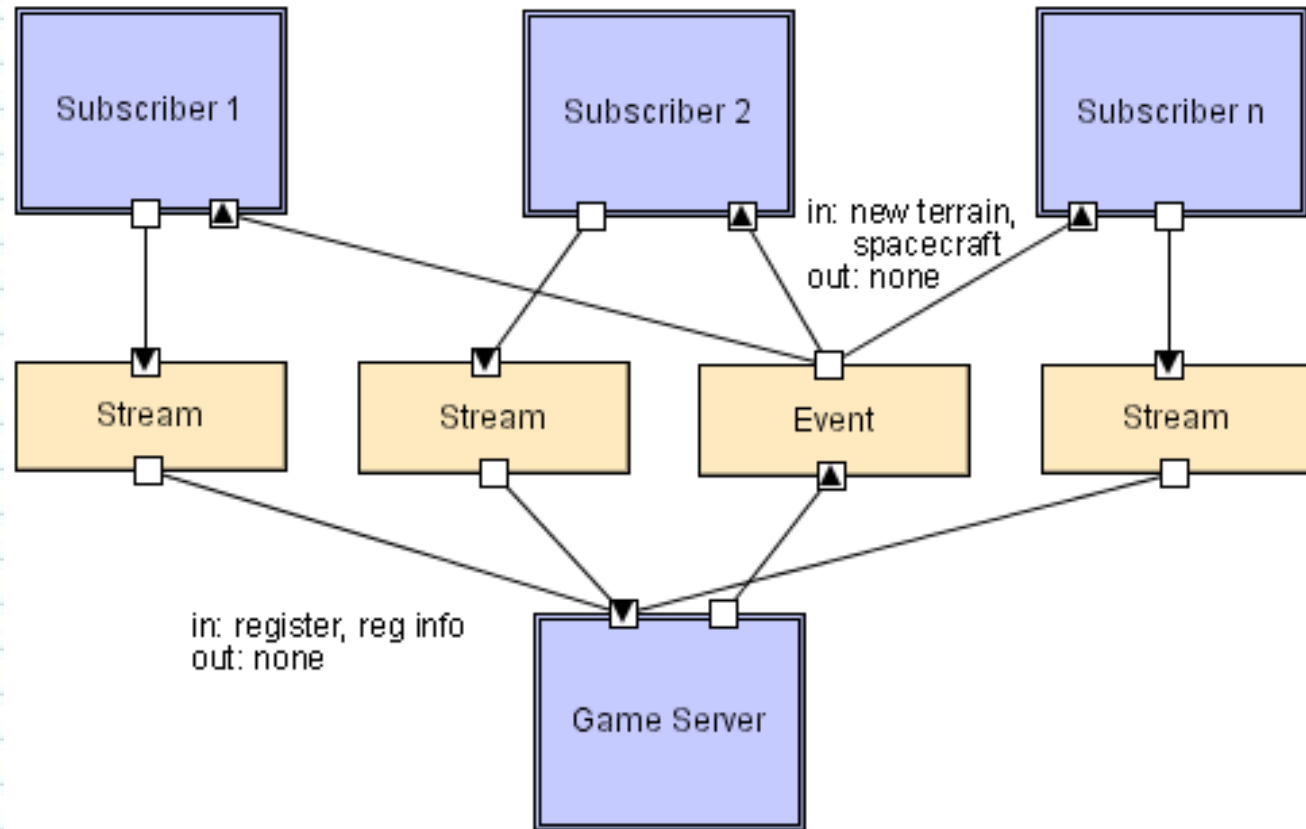 Subscriber 1
Subscriber 2
Subscriber n
in: new terrain,
spacecraft
out: none
Stream
Stream
Event
Stream
in: register, reg info
out: none
Game Server